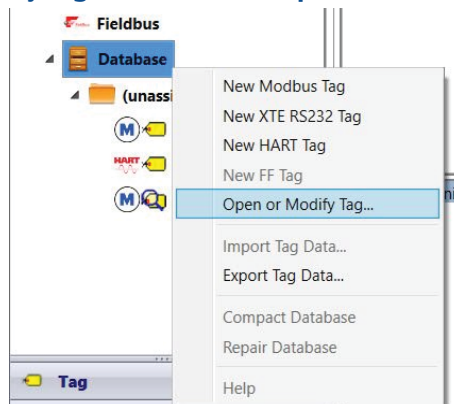 Fieldbus
Database
(unassi
New Modbus Tag
New XTE RS232 Tag
New HART Tag
New FF Tag
Open or Modify Tag...
Import Tag Data...
Export Tag Data...
Compact Database
Repair Database
Help
M
HART
M
Tag